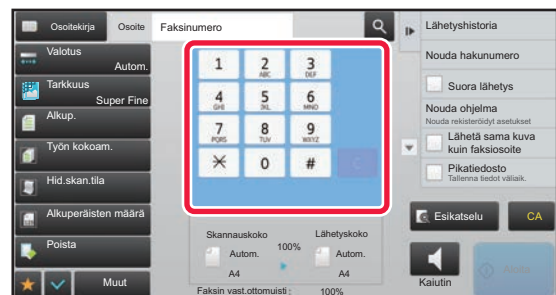 Osoitekirja
Osoite
Faksinumero
Valotus
Autom.
Tarkkuus
Super Fine
Alkup.
Työn kokoam.
Hid.skan.tila
Alkuperäisten määrä
Poista
Muut
1
2
ABC
3
DEF
4
GHI
5
JKL
6
MNO
7
PQRS
8
TUV
9
WXYZ
0
#
C
Skannauskoko
Lähetyskoko
100%
Autom.
Autom.
A4
A4
Faksin vast.ottomuisti :
100%
Lähetyshistoria
Nouda hakunumero
Suora lähetys
Nouda ohjelma
Nouda rekisteröidyt asetukset
Lähetä sama kuva
kuin faksiosoite
Pikatiedosto
Tallenna tiedot väliaik.
Esikatselu
CA
Kaiutin
Aloita